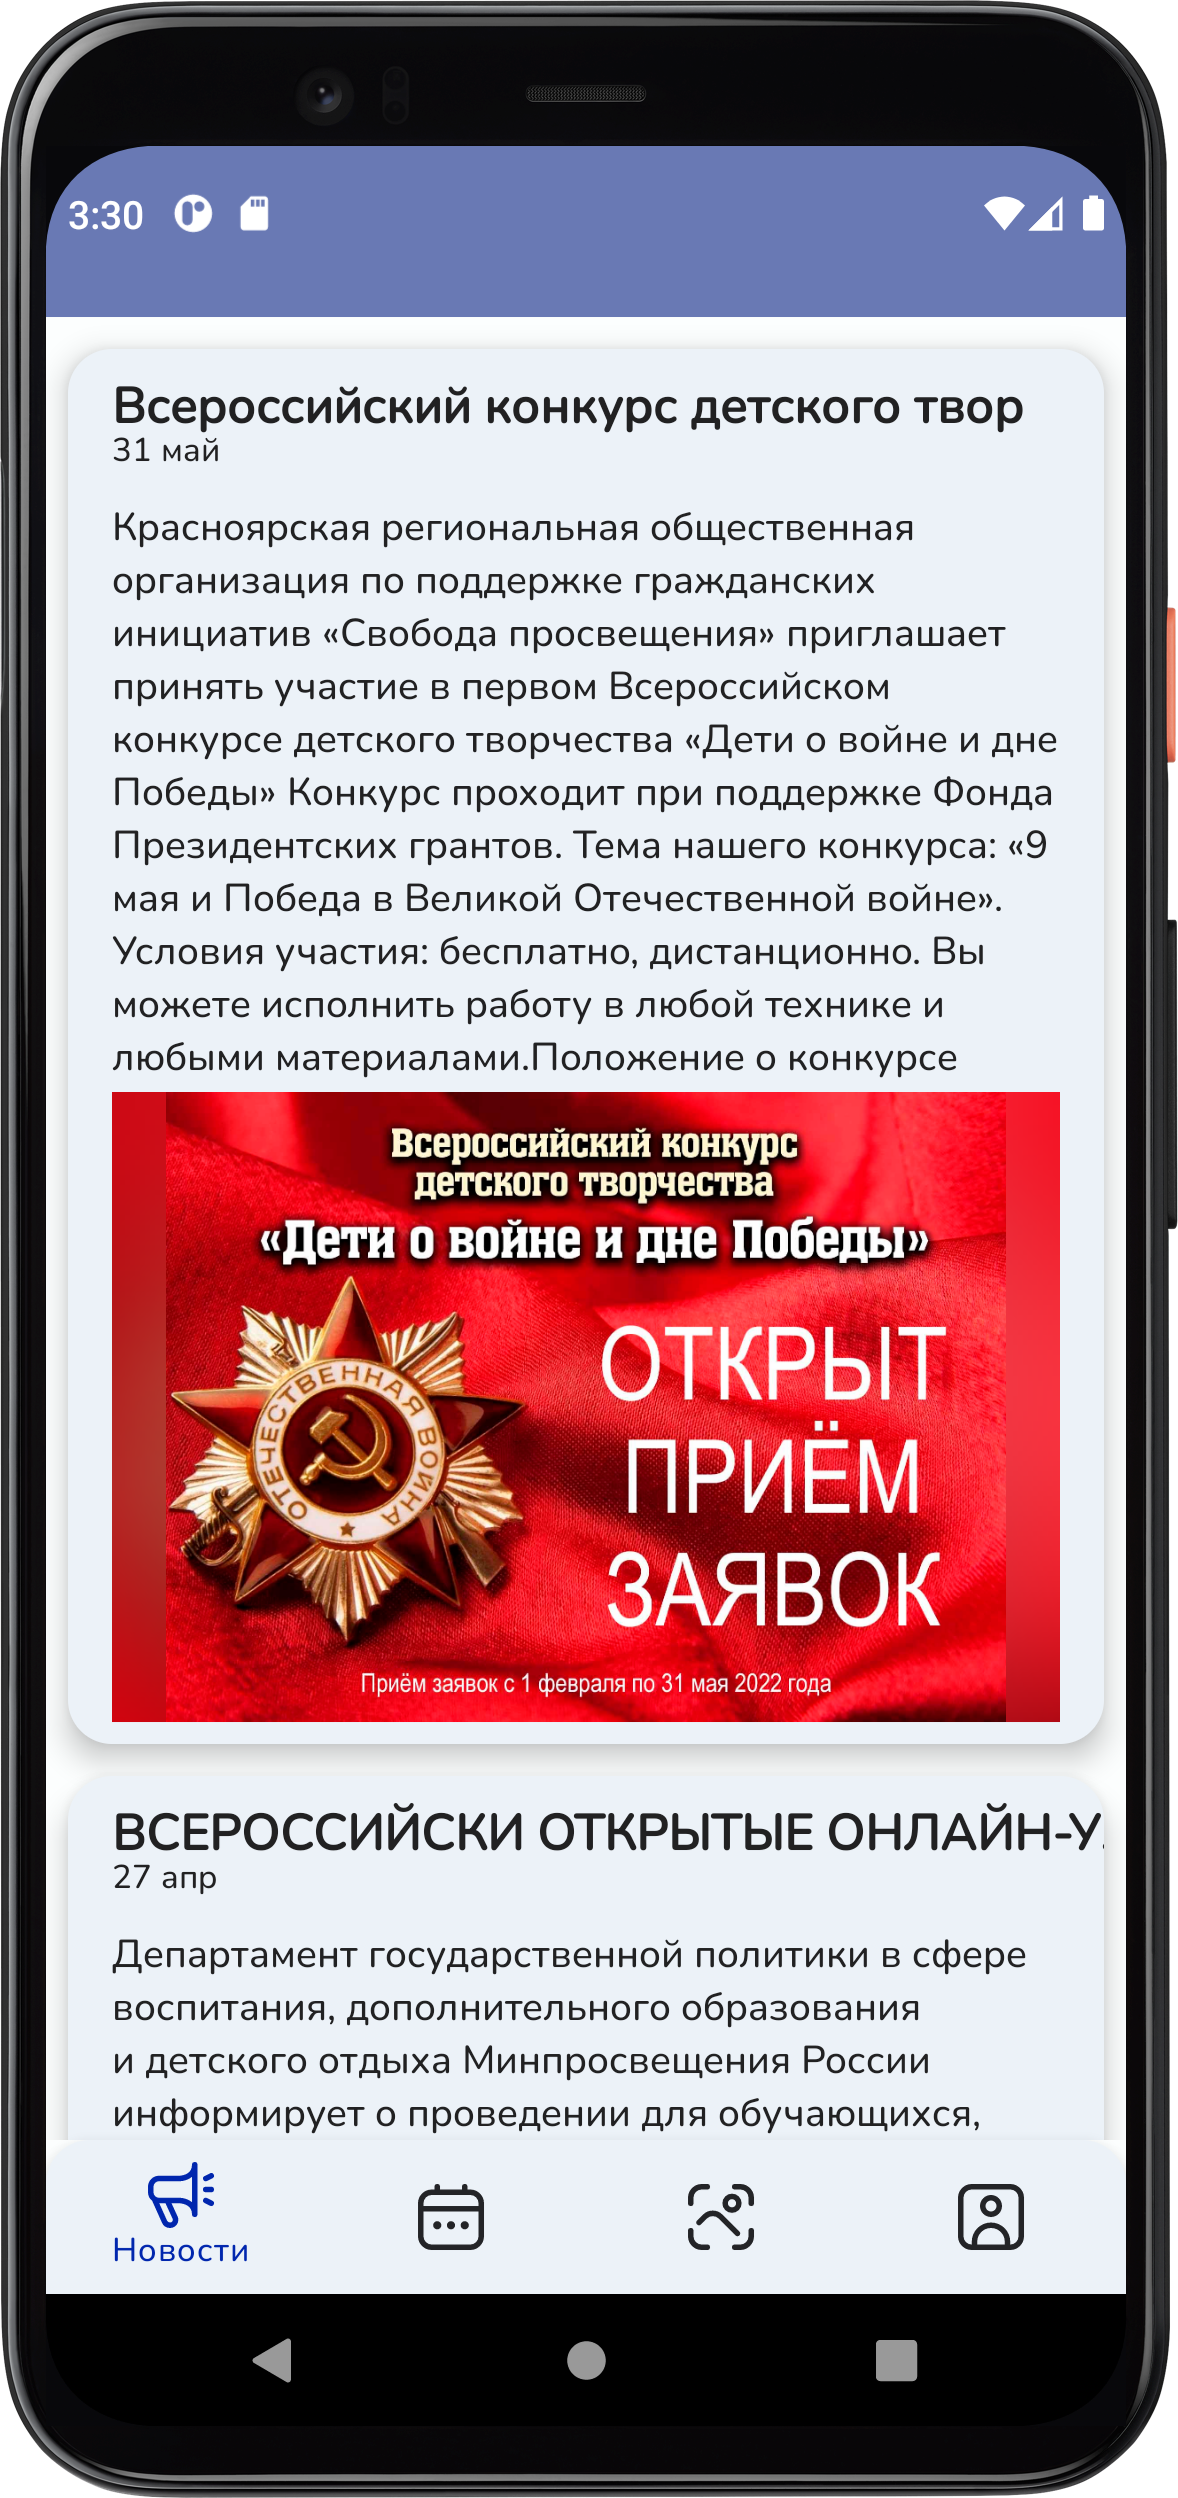 3:30
Всероссийский конкурс детского твор
31 май
Красноярская региональная общественная
организация по поддержке гражданских
инициатив «Свобода просвещения» приглашает
принять участие в первом Всероссийском
конкурсе детского творчества «Дети о войне и дне
Победы» Конкурс проходит при поддержке Фонда
Президентских грантов. Тема нашего конкурса: «9
мая и Победа в Великой Отечественной войне».
Условия участия: бесплатно, дистанционно. Вы
можете исполнить работу в любой технике и
любыми материалами.Положение о конкурсе
Всероссийский конкурс
детского творчества
«Дети о войне и дне Победы»
ОТЕЧЕСТВЕННАЯ ВОЙНА
ОТКРЫТ
ПРИЁМ
ЗАЯВОК
Приём заявок с 1 февраля по 31 мая 2022 года
ВСЕРОССИЙСКИ ОТКРЫТЫЕ ОНЛАЙН-У
27 апр
Департамент государственной политики в сфере
воспитания, дополнительного образования
и детского отдыха Минпросвещения России
информирует о проведении для обучающихся,
Новости